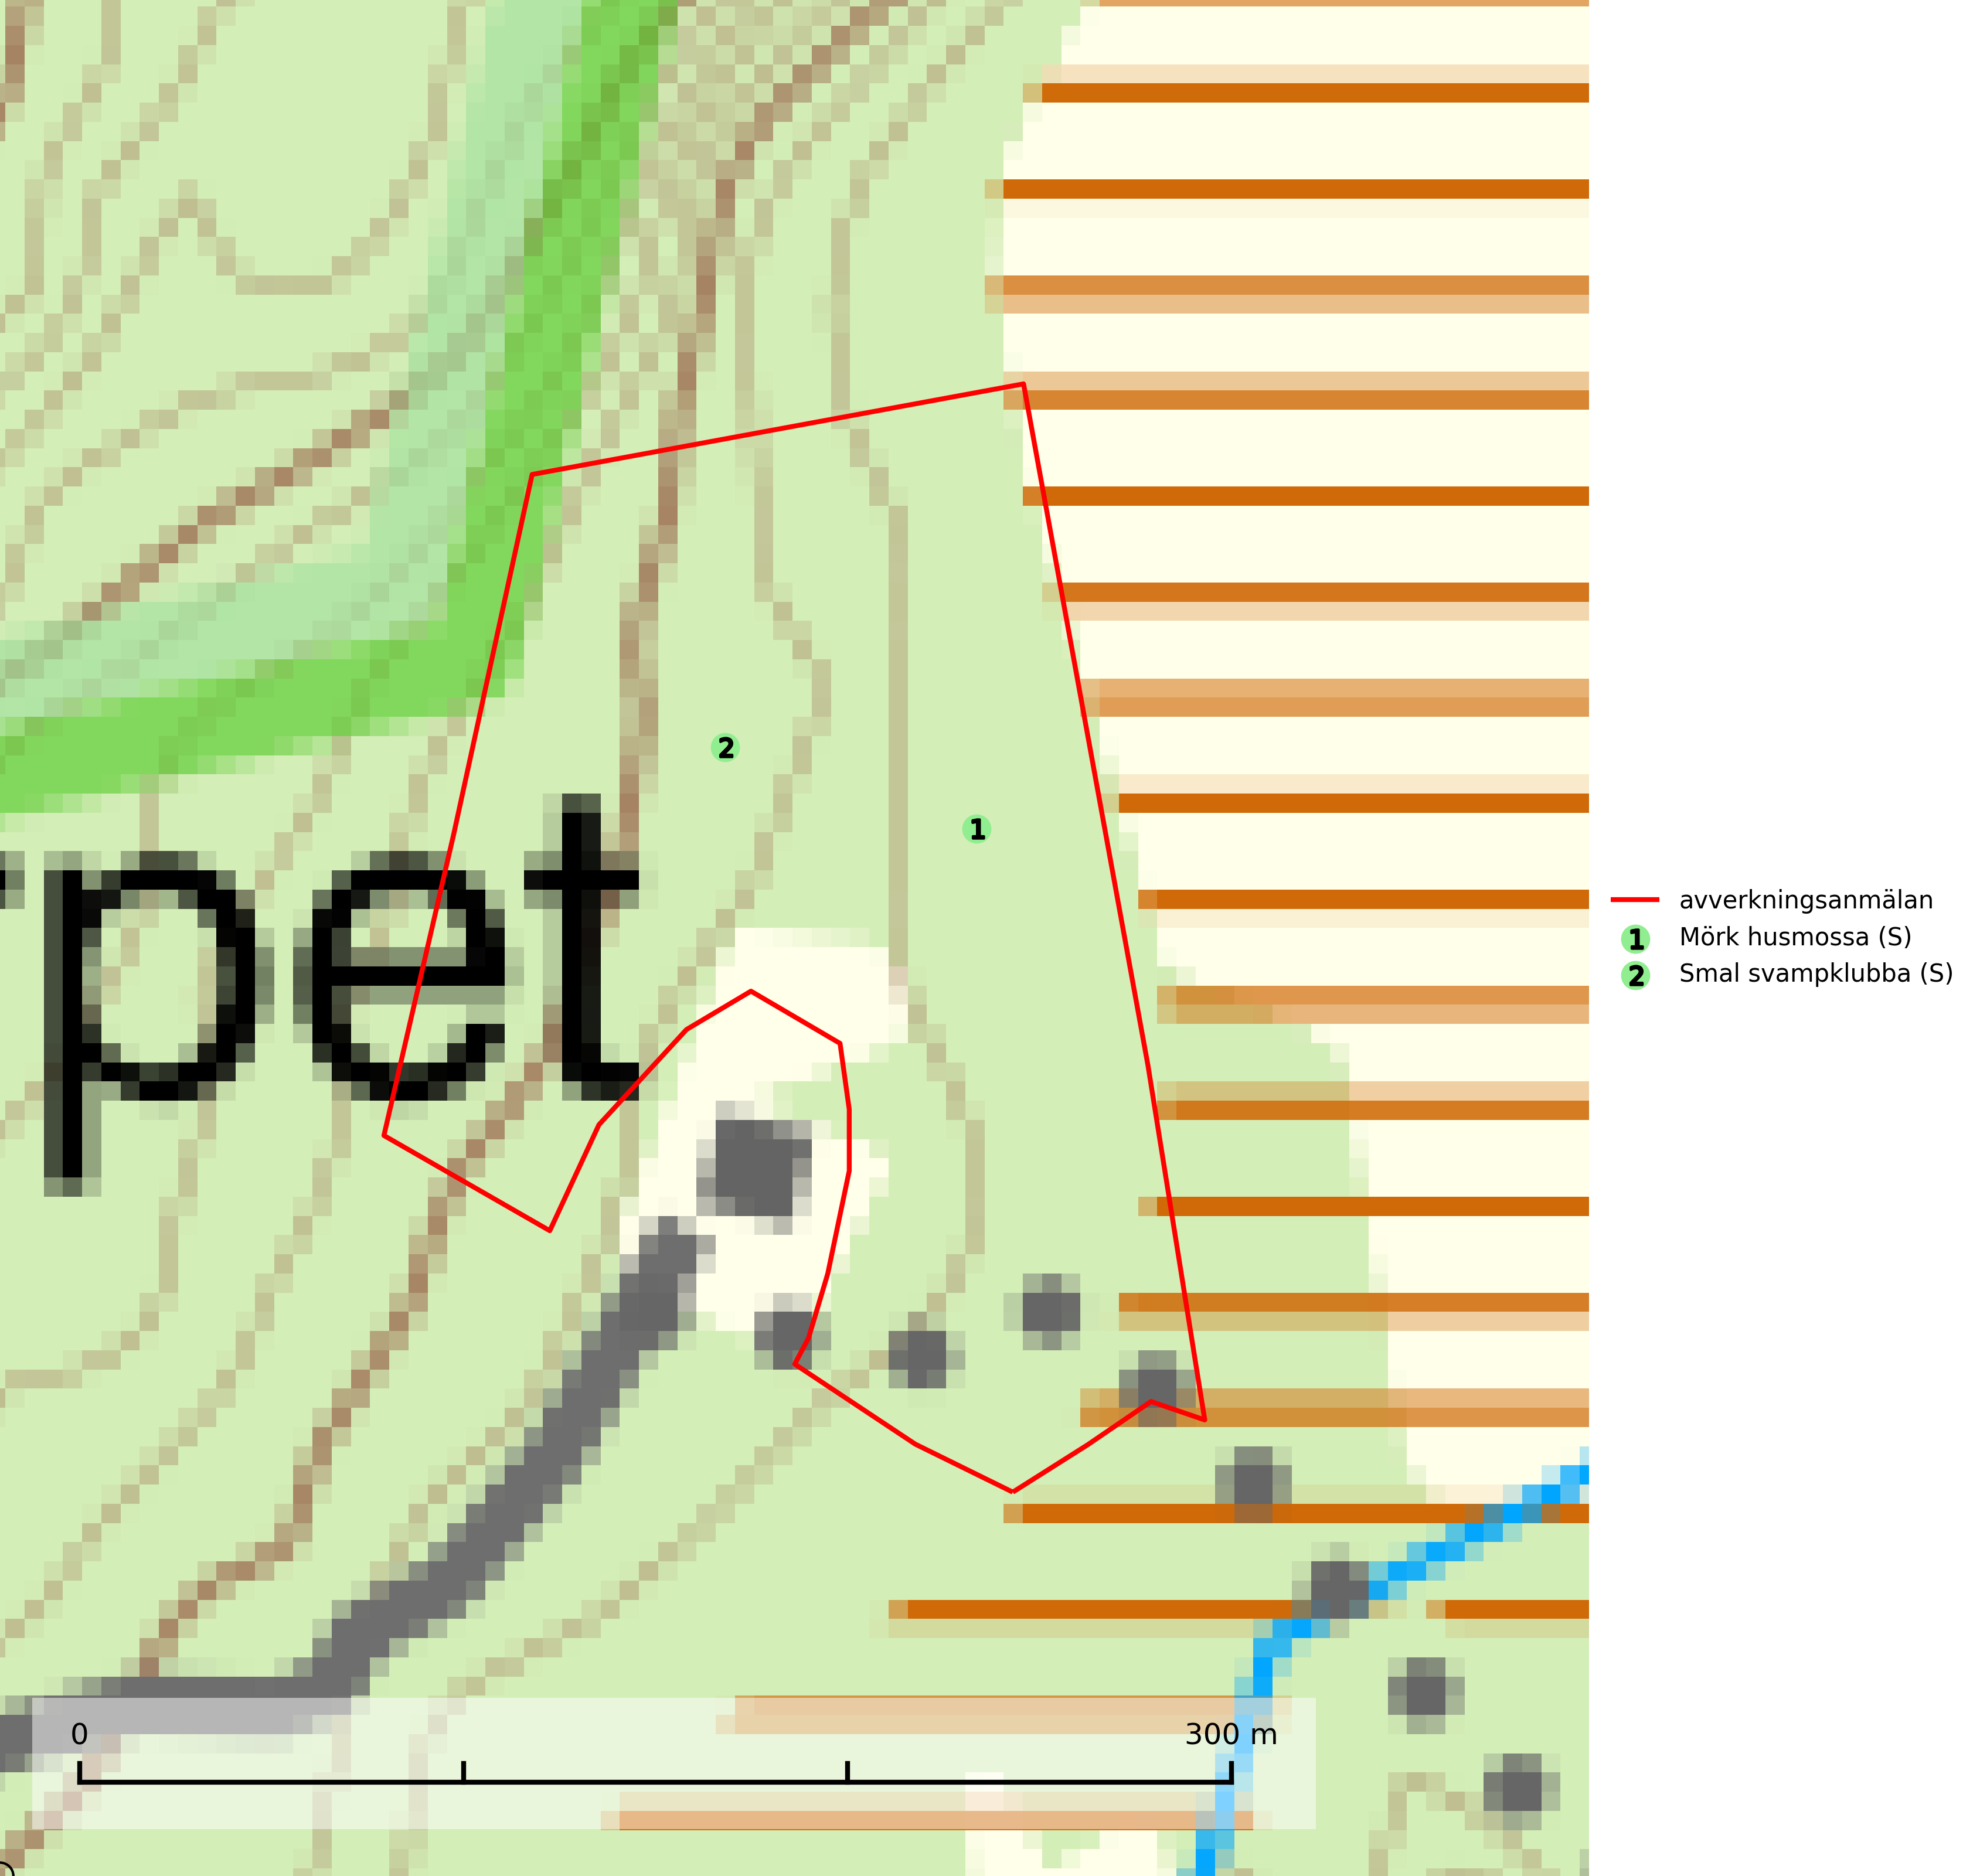 2
1
pet
avverkningsanmälan
1 Mörk husmossa (S)
2 Smal svampklubba (S)
0 300 m